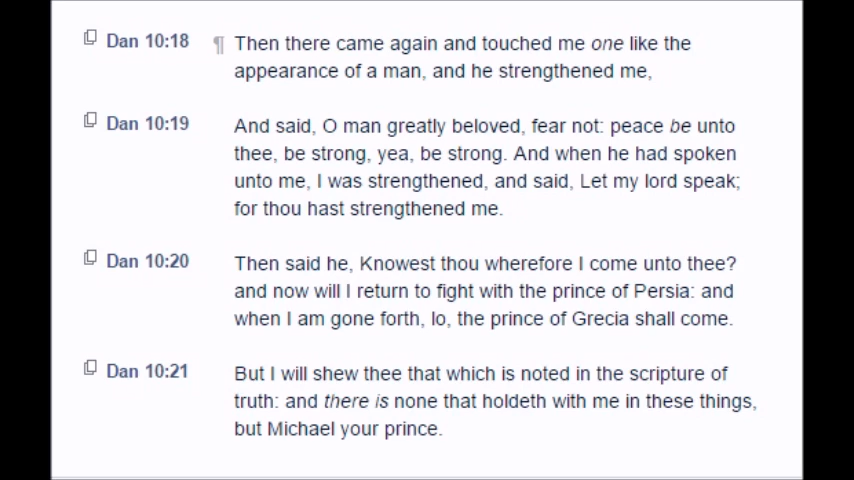 Dan 10:18 ¶ Then there came again and touched me one like the
appearance of a man, and he strengthened me,
Dan 10:19 And said, O man greatly beloved, fear not: peace be unto
thee, be strong, yea, be strong. And when he had spoken
unto me, I was strengthened, and said, Let my lord speak;
for thou hast strengthened me.
Dan 10:20 Then said he, Knowest thou wherefore I come unto thee?
and now will I return to fight with the prince of Persia: and
when I am gone forth, lo, the prince of Grecia shall come.
Dan 10:21 But I will shew thee that which is noted in the scripture of
truth: and there is none that holdeth with me in these things,
but Michael your prince.